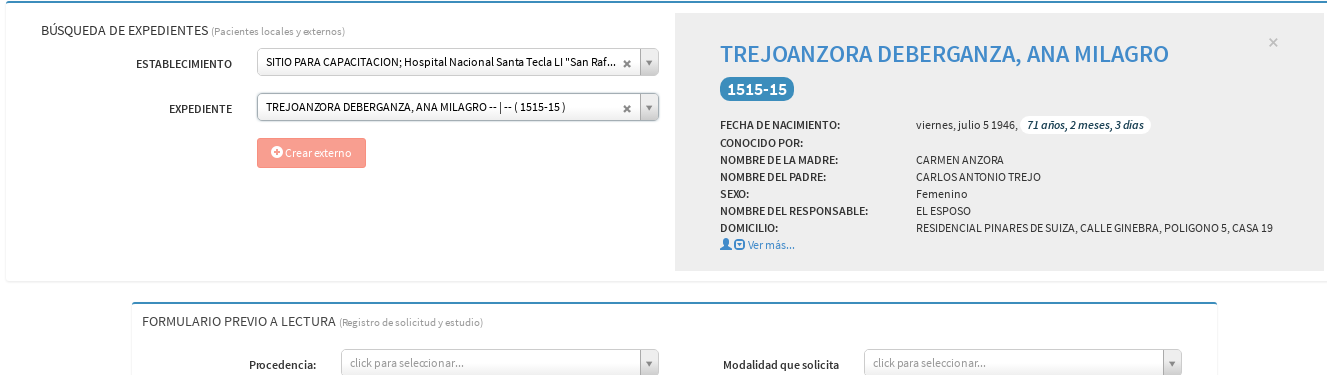 BÚSQUEDA DE EXPEDIENTES (Pacientes locales y externos)
ESTABLECIMIENTO
SITIO PARA CAPACITACION; Hospital Nacional Santa Tecla LI "San Raf...
EXPEDIENTE
TREJOANZORA DEBERGANZA, ANA MILAGRO -- | -- ( 1515-15 )
Crear externo
TREJOANZORA DEBERGANZA, ANA MILAGRO
1515-15
FECHA DE NACIMIENTO: viernes, julio 5 1946, 71 años, 2 meses, 3 días
CONOCIDO POR:
NOMBRE DE LA MADRE: CARMEN ANZORA
NOMBRE DEL PADRE: CARLOS ANTONIO TREJO
SEXO: Femenino
NOMBRE DEL RESPONSABLE: EL ESPOSO
DOMICILIO: RESIDENCIAL PINARES DE SUIZA, CALLE GINEBRA, POLIGONO 5, CASA 19
Ver más...
FORMULARIO PREVIO A LECTURA (Registro de solicitud y estudio)
Procedencia: click para seleccionar...
Modalidad que solicita click para seleccionar...